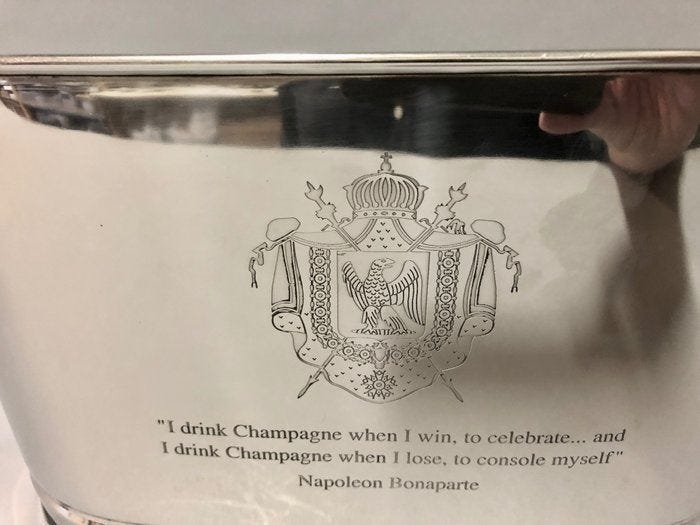 "I drink Champagne when I win, to celebrate... and
I drink Champagne when I lose, to console myself"
Napoleon Bonaparte